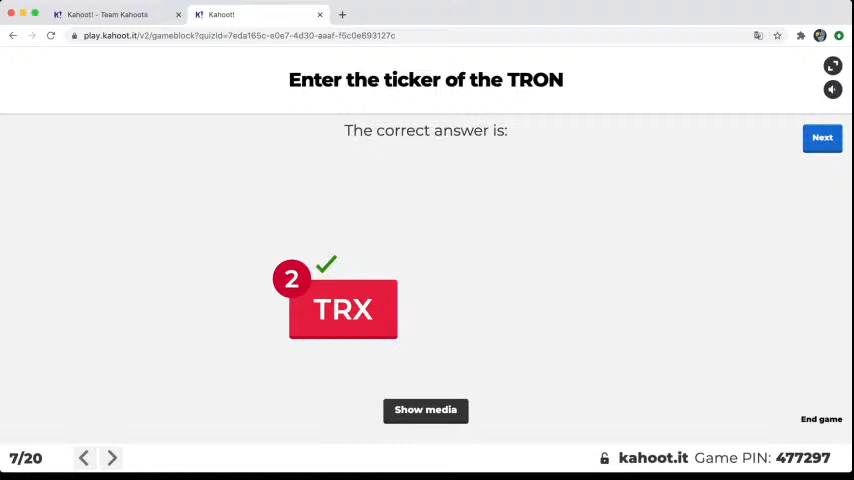 Kahoot! - Team Kahoots
Kahoot!
play.kahoot.it/v2/gameblock?quizId=7eda165c-e0e7-4d30-aaaf-f5c0e693127c
Enter the ticker of the TRON
The correct answer is:
Next
2
TRX
Show media
End game
7/20
kahoot.it Game PIN: 477297